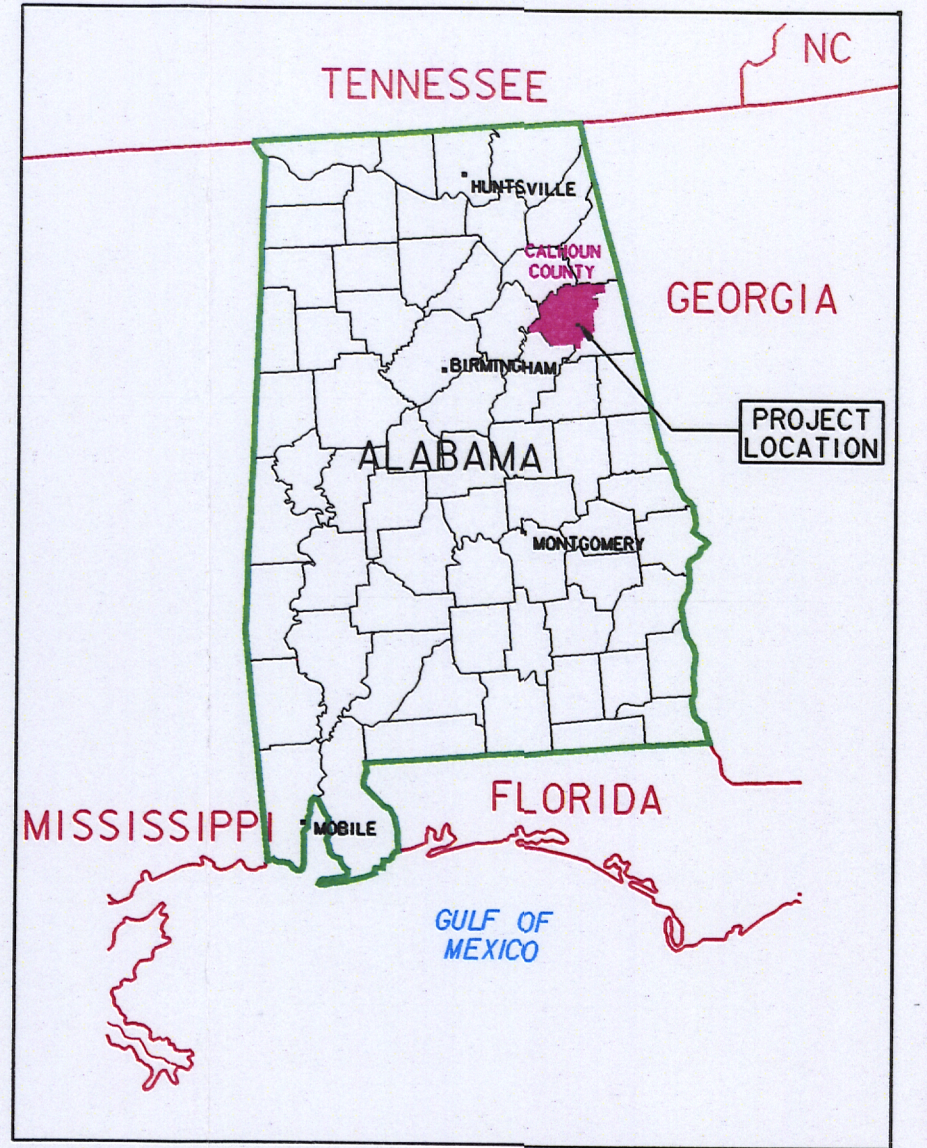 NC
TENNESSEE
HUNTSVILLE
CALHOUN
COUNTY
GEORGIA
BIRMINGHAM
PROJECT
LOCATION
ALABAMA
MONTGOMERY
FLORIDA
MISSISSIPPI
MOBILE
GULF OF
MEXICO